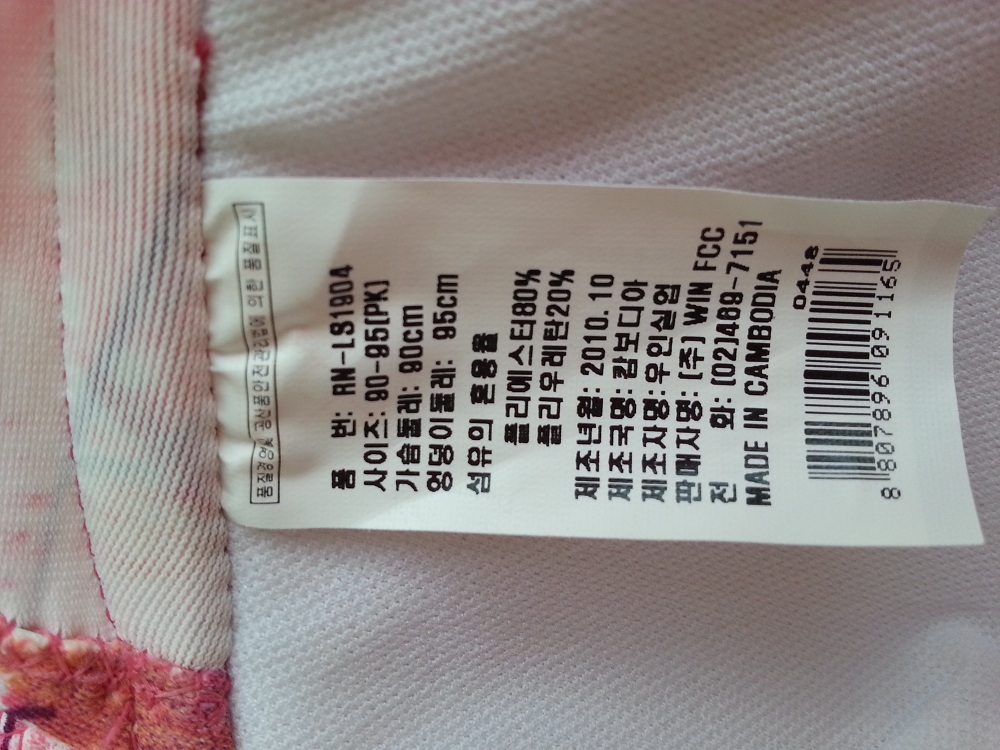 품질경영및 공산품안전관리법에 의한 품질표시
품 번: RN-LS1904
사이즈: 90-95(PK)
가슴둘레: 90cm
엉덩이둘레: 95cm
섬유의 혼용율
폴리에스터80%
폴리우레탄20%
제조년월: 2010. 10
제조국명: 캄보디아
제조자명: 우인실업
판매자명: (주) WIN FCC
전 화: (02)469-7151
MADE IN CAMBODIA
0448
8 807896 091165